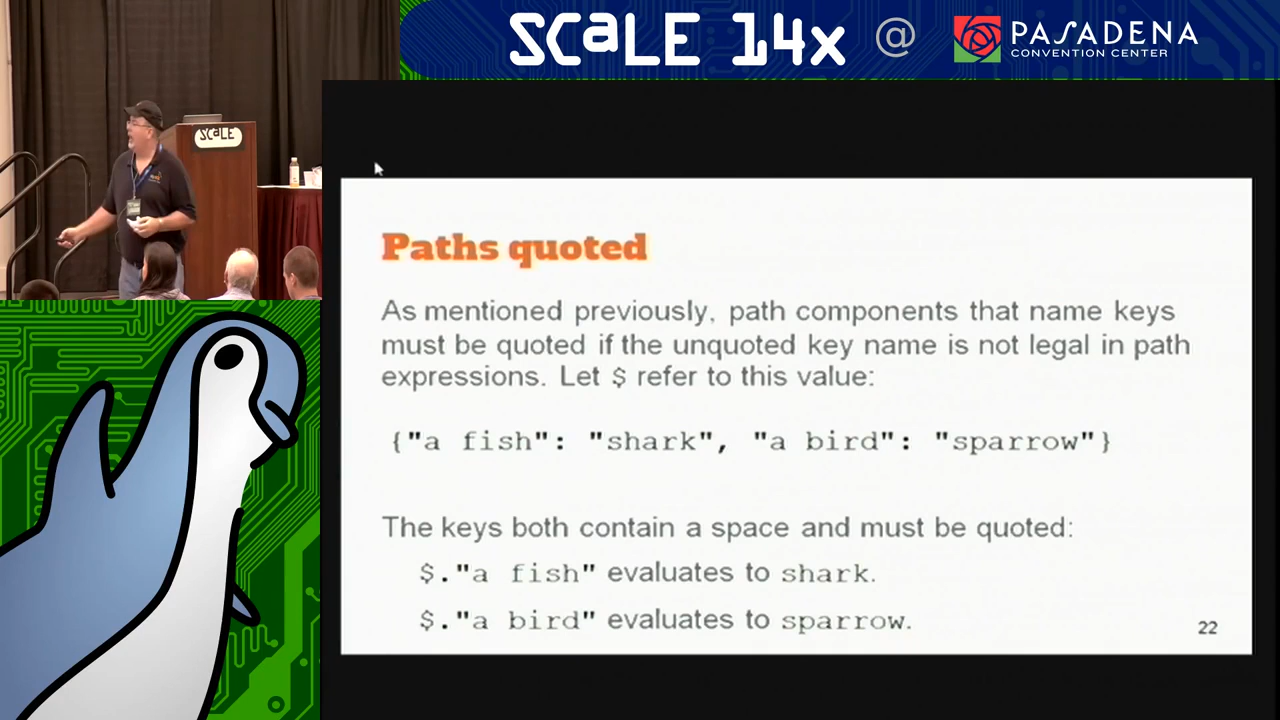 SCALE 14x @ PASADENA
CONVENTION CENTER
SCALE
Paths quoted
As mentioned previously, path components that name keys
must be quoted if the unquoted key name is not legal in path
expressions. Let $ refer to this value:
{"a fish": "shark", "a bird": "sparrow"}
The keys both contain a space and must be quoted:
$."a fish" evaluates to shark.
$."a bird" evaluates to sparrow.
22